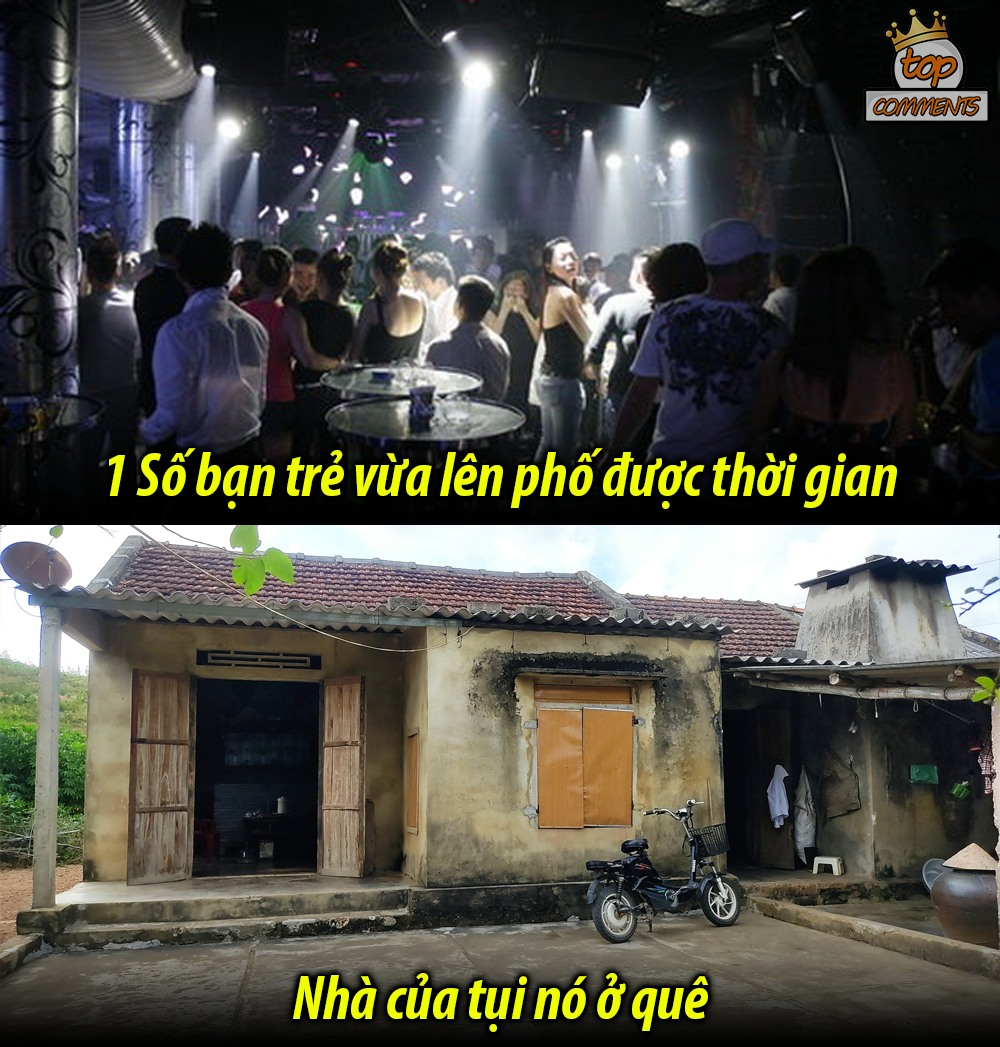 top
COMMENTS
1 Số bạn trẻ vừa lên phố được thời gian
Nhà của tụi nó ở quê